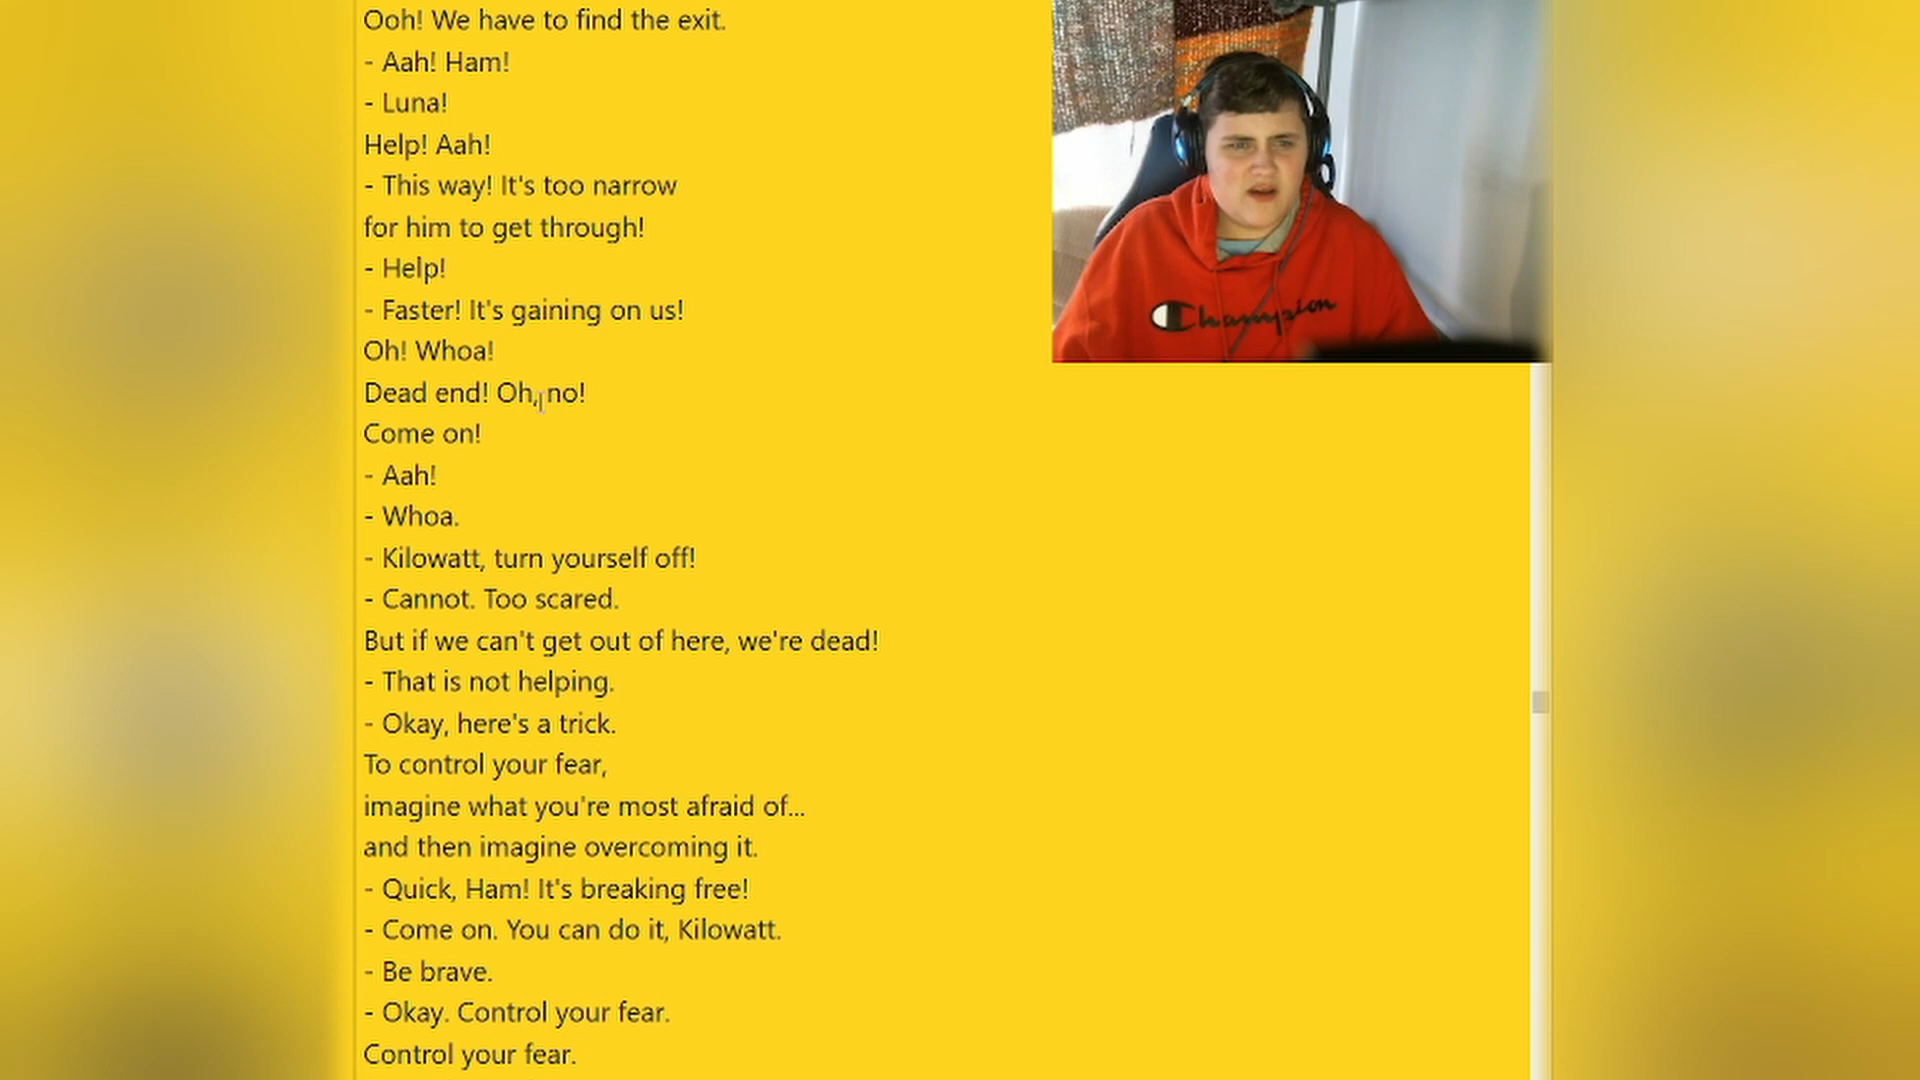 Ooh! We have to find the exit.
- Aah! Ham!
- Luna!
Help! Aah!
- This way! It's too narrow
for him to get through!
- Help!
- Faster! It's gaining on us!
Oh! Whoa!
Dead end! Oh, no!
Come on!
- Aah!
- Whoa.
- Kilowatt, turn yourself off!
- Cannot. Too scared.
But if we can't get out of here, we're dead!
- That is not helping.
- Okay, here's a trick.
To control your fear,
imagine what you're most afraid of...
and then imagine overcoming it.
- Quick, Ham! It's breaking free!
- Come on. You can do it, Kilowatt.
- Be brave.
- Okay. Control your fear.
Control your fear.
Champion